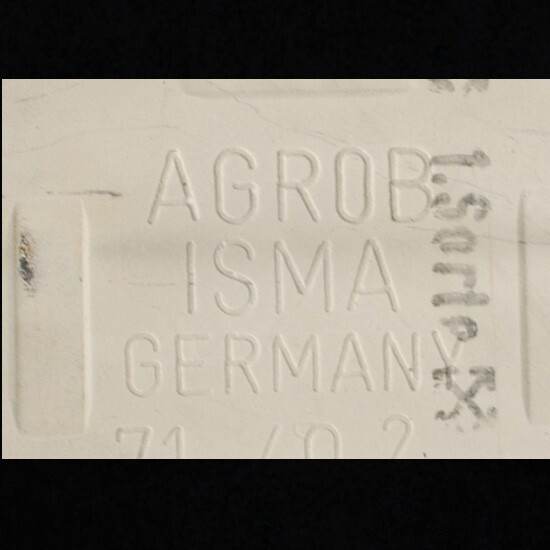 AGROB
ISMA
GERMANY
1.Sorte